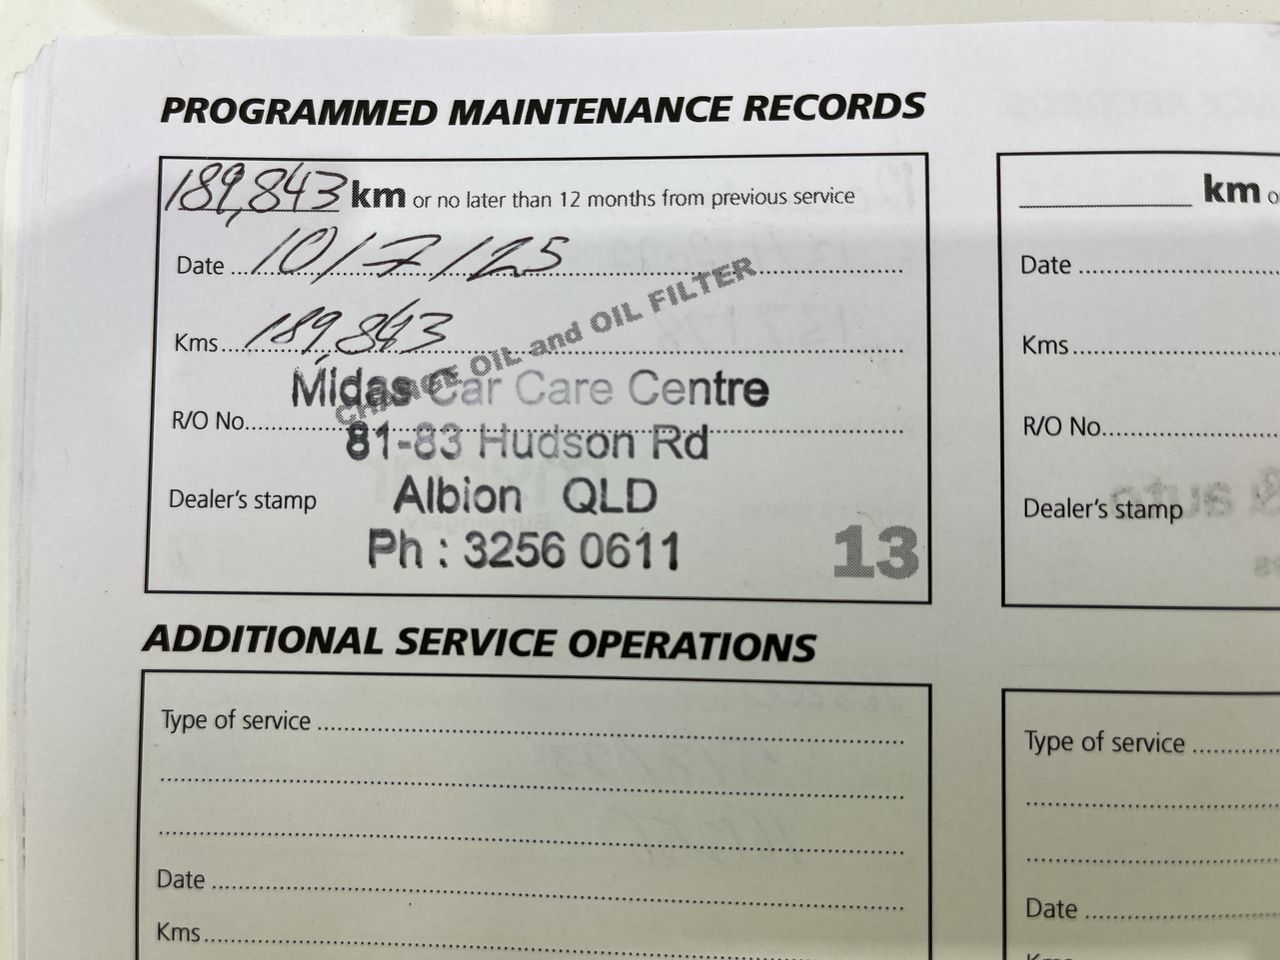 PROGRAMMED MAINTENANCE RECORDS
189,843 km or no later than 12 months from previous service
Date 10/7/25
Kms 189,843
CHANGE OIL and OIL FILTER
Midas Car Care Centre
R/O No.
81-83 Hudson Rd
Dealer's stamp
Albion QLD
Ph : 3256 0611
13
km o
Date
Kms
R/O No.
Dealer's stamp
ADDITIONAL SERVICE OPERATIONS
Type of service
Date
Kms
Type of service
Date